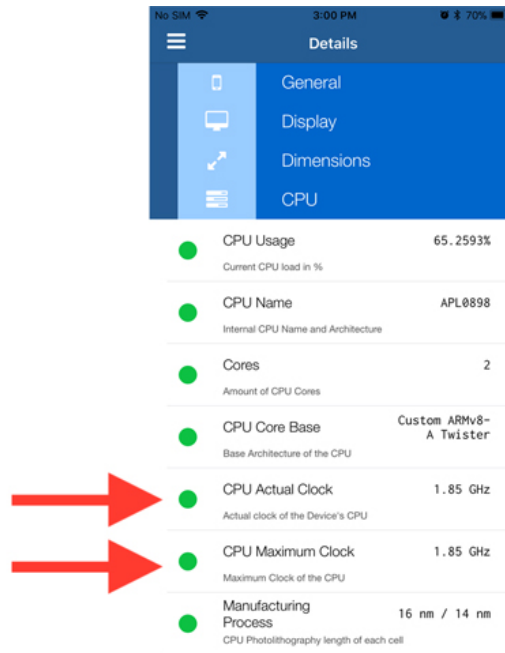 No SIM 3:00 PM 70%
Details
General
Display
Dimensions
CPU
CPU Usage 65.2593%
Current CPU load in %
CPU Name APL0898
Internal CPU Name and Architecture
Cores 2
Amount of CPU Cores
CPU Core Base Custom ARMv8-
A Twister
Base Architecture of the CPU
CPU Actual Clock 1.85 GHz
Actual clock of the Device's CPU
CPU Maximum Clock 1.85 GHz
Maximum Clock of the CPU
Manufacturing
Process 16 nm / 14 nm
CPU Photolithography length of each cell